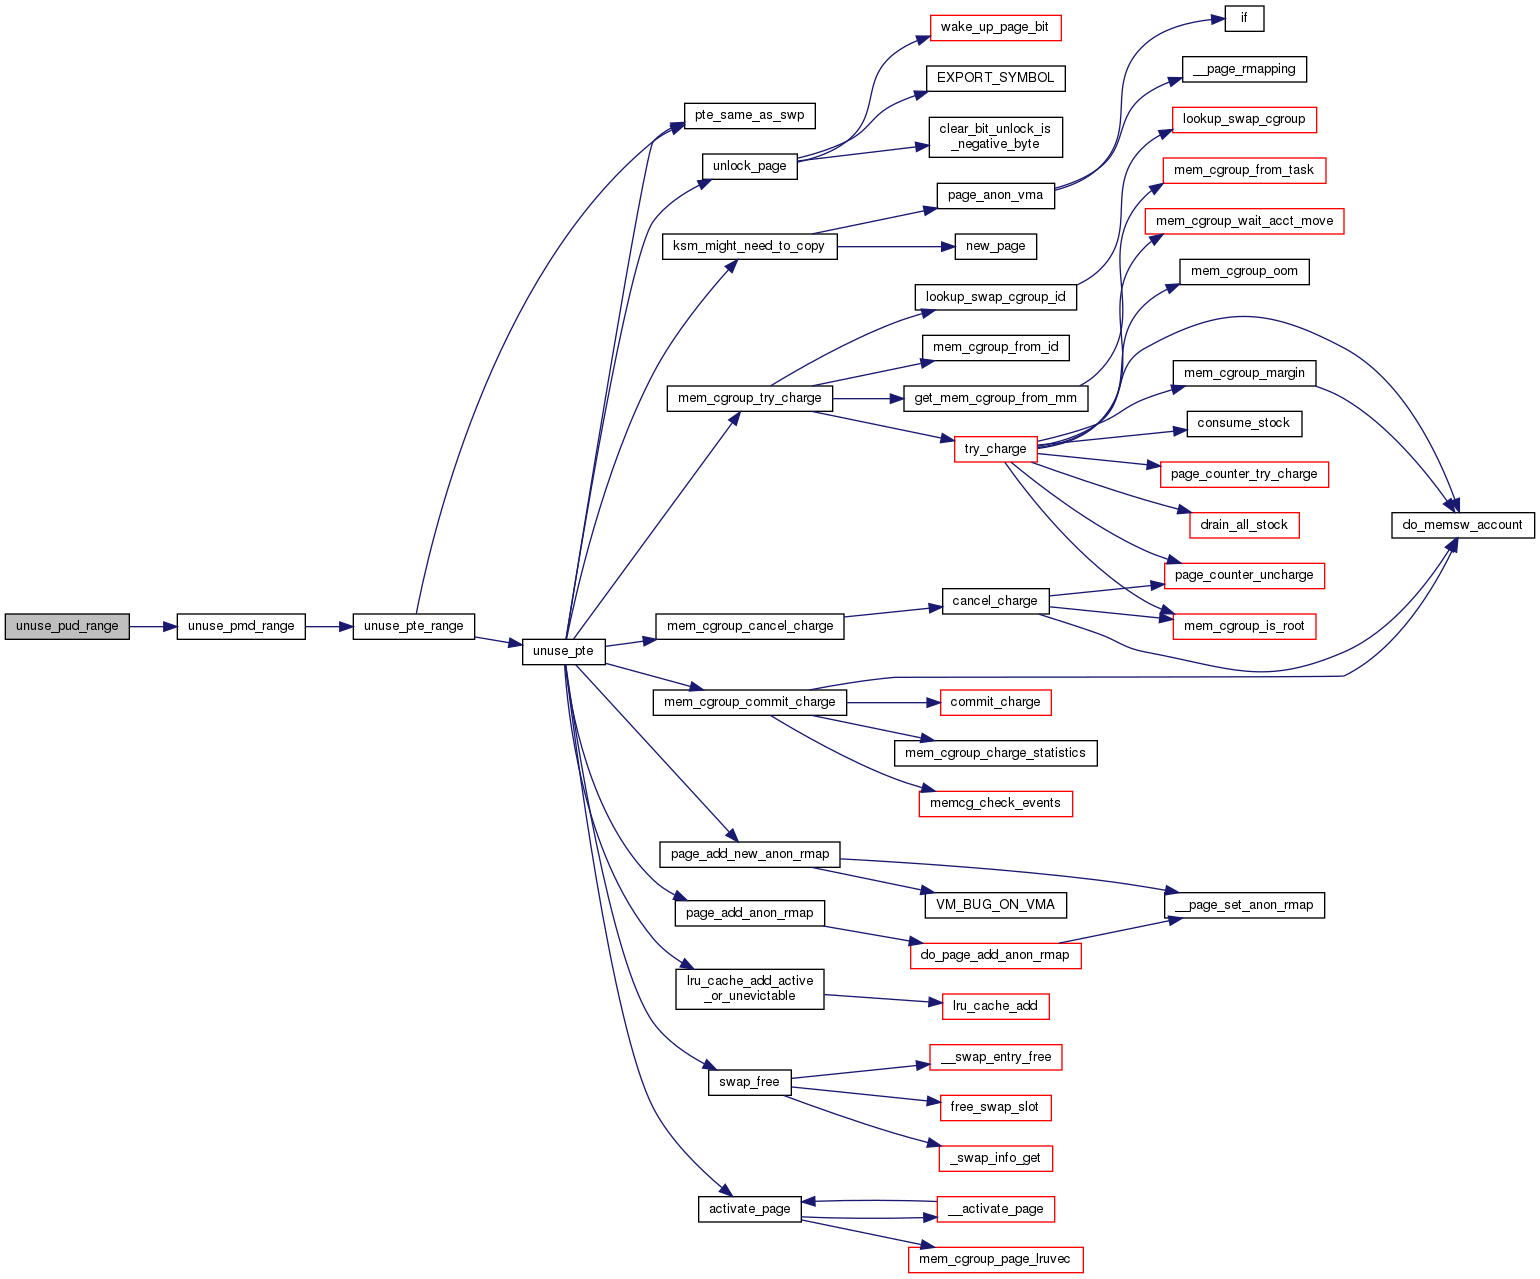 unuse_pud_range
unuse_pmd_range
unuse_pte_range
unuse_pte
pte_same_as_swp
unlock_page
ksm_might_need_to_copy
mem_cgroup_try_charge
mem_cgroup_cancel_charge
mem_cgroup_commit_charge
page_add_new_anon_rmap
page_add_anon_rmap
lru_cache_add_active
_or_unevictable
swap_free
activate_page
wake_up_page_bit
EXPORT_SYMBOL
clear_bit_unlock_is
_negative_byte
page_anon_vma
new_page
lookup_swap_cgroup_id
mem_cgroup_from_id
get_mem_cgroup_from_mm
try_charge
cancel_charge
commit_charge
mem_cgroup_charge_statistics
memcg_check_events
VM_BUG_ON_VMA
do_page_add_anon_rmap
lru_cache_add
__swap_entry_free
free_swap_slot
_swap_info_get
__activate_page
mem_cgroup_page_lruvec
if
__page_rmapping
lookup_swap_cgroup
mem_cgroup_from_task
mem_cgroup_wait_acct_move
mem_cgroup_oom
mem_cgroup_margin
consume_stock
page_counter_try_charge
drain_all_stock
page_counter_uncharge
mem_cgroup_is_root
__page_set_anon_rmap
do_memsw_account